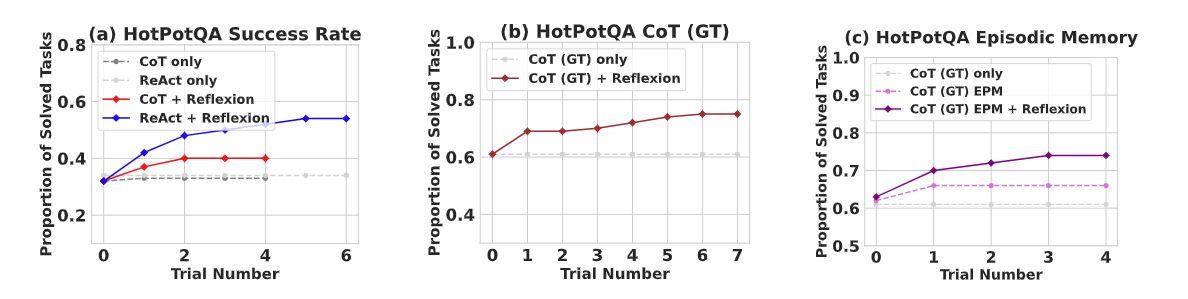 (a) HotPotQA Success Rate
Proportion of Solved Tasks
0.8
0.6
0.4
0.2
CoT only
ReAct only
CoT + Reflexion
ReAct + Reflexion
0 2 4 6
Trial Number
(b) HotPotQA CoT (GT)
Proportion of Solved Tasks
1.0
0.8
0.6
0.4
CoT (GT) only
CoT (GT) + Reflexion
0 1 2 3 4 5 6 7
Trial Number
(c) HotPotQA Episodic Memory
Proportion of Solved Tasks
1.0
0.9
0.8
0.7
0.6
0.5
CoT (GT) only
CoT (GT) EPM
CoT (GT) EPM + Reflexion
0 1 2 3 4
Trial Number